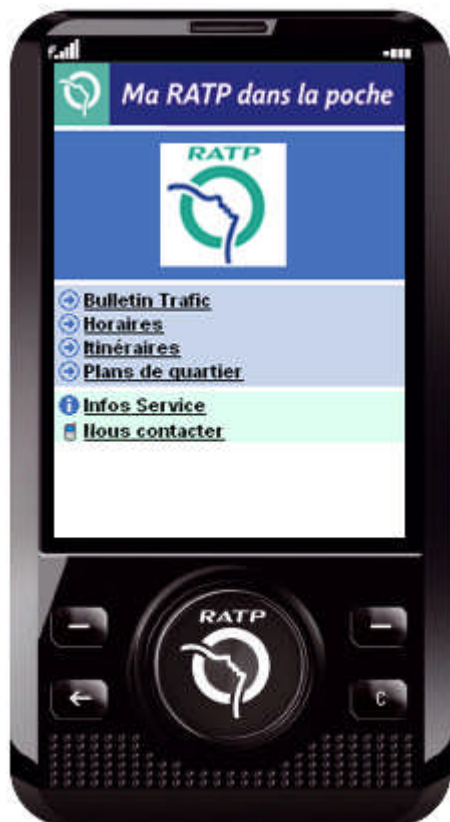 Ma RATP dans la poche
RATP
Bulletin Trafic
Horaires
Itinéraires
Plans de quartier
Infos Service
Nous contacter
RATP
C